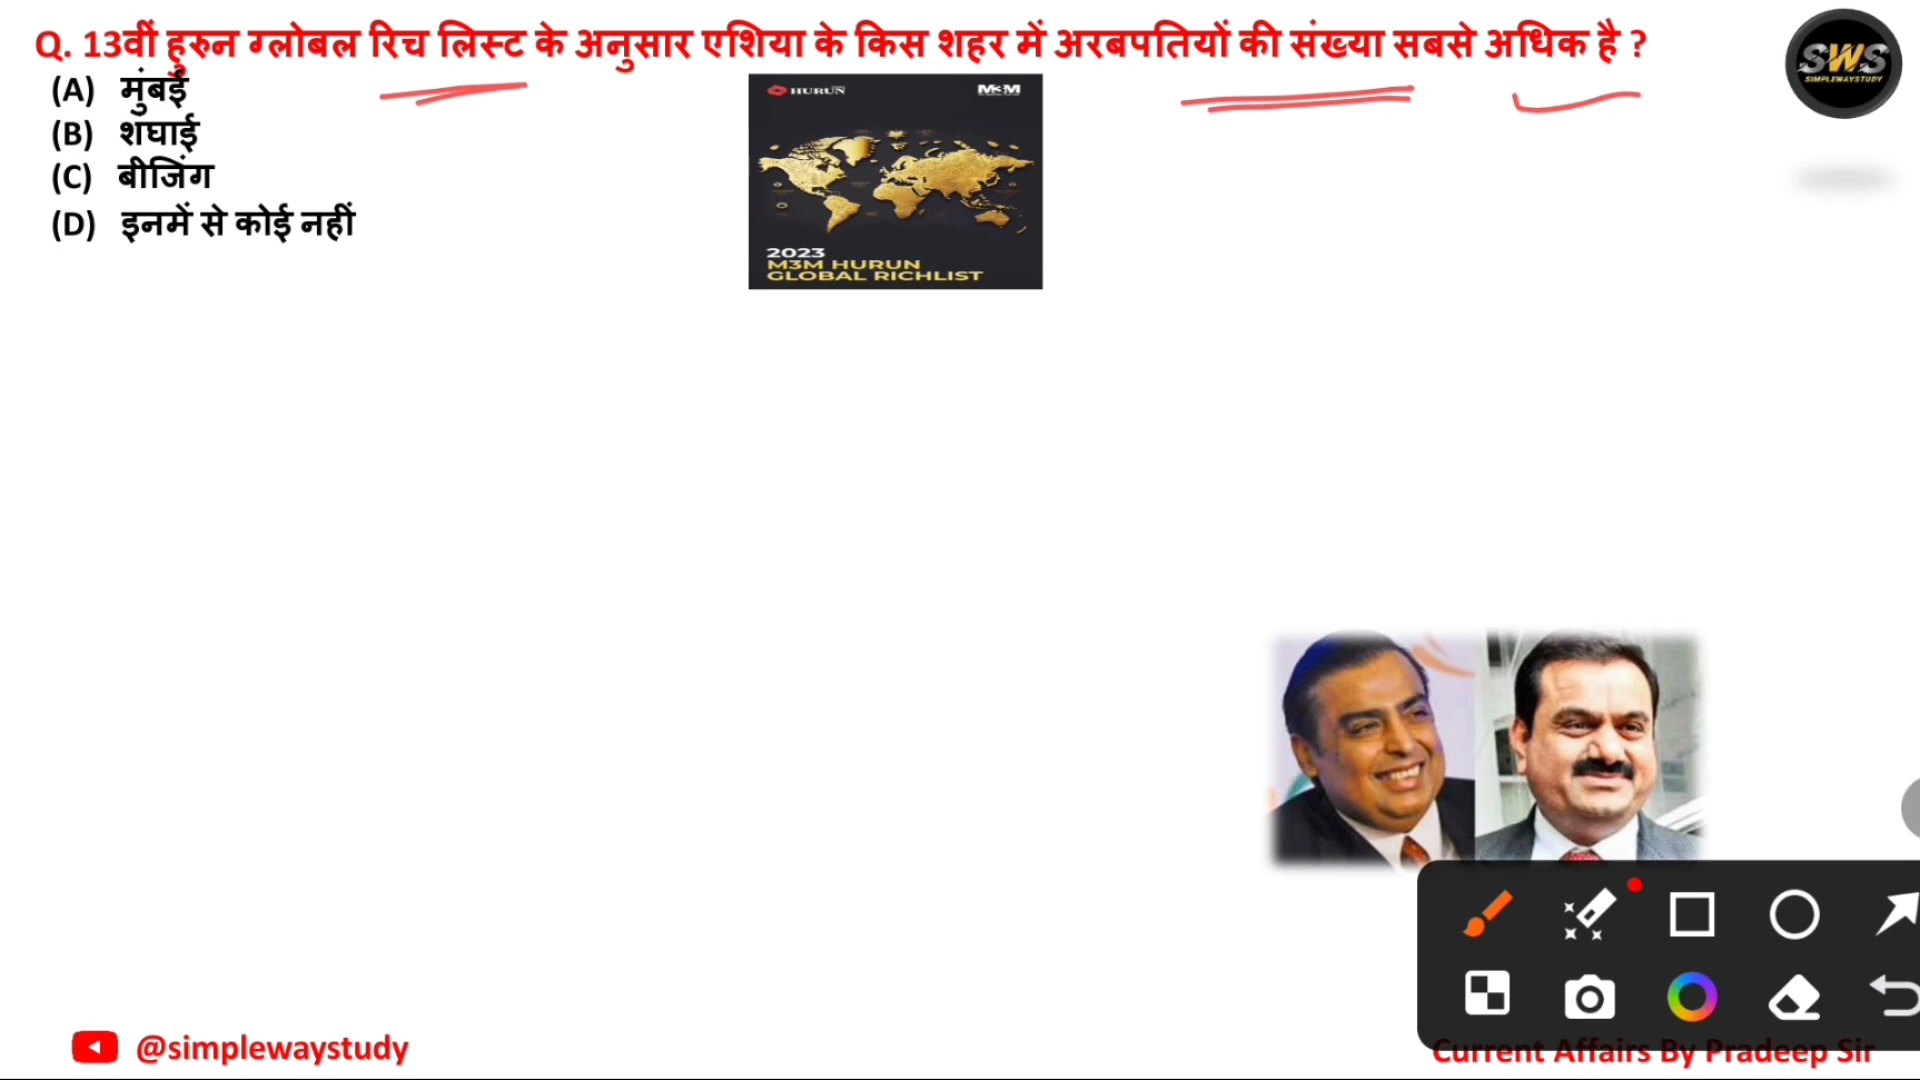 Q. 13वीं हुरुन ग्लोबल रिच लिस्ट के अनुसार एशिया के किस शहर में अरबपतियों की संख्या सबसे अधिक है ?
(A) मुंबई
(B) शंघाई
(C) बीजिंग
(D) इनमें से कोई नहीं
HURUN M3M
2023
M3M HURUN
GLOBAL RICHLIST
SWS
SIMPLEWAYSTUDY
@simplewaystudy
Current Affairs By Pradeep Sir